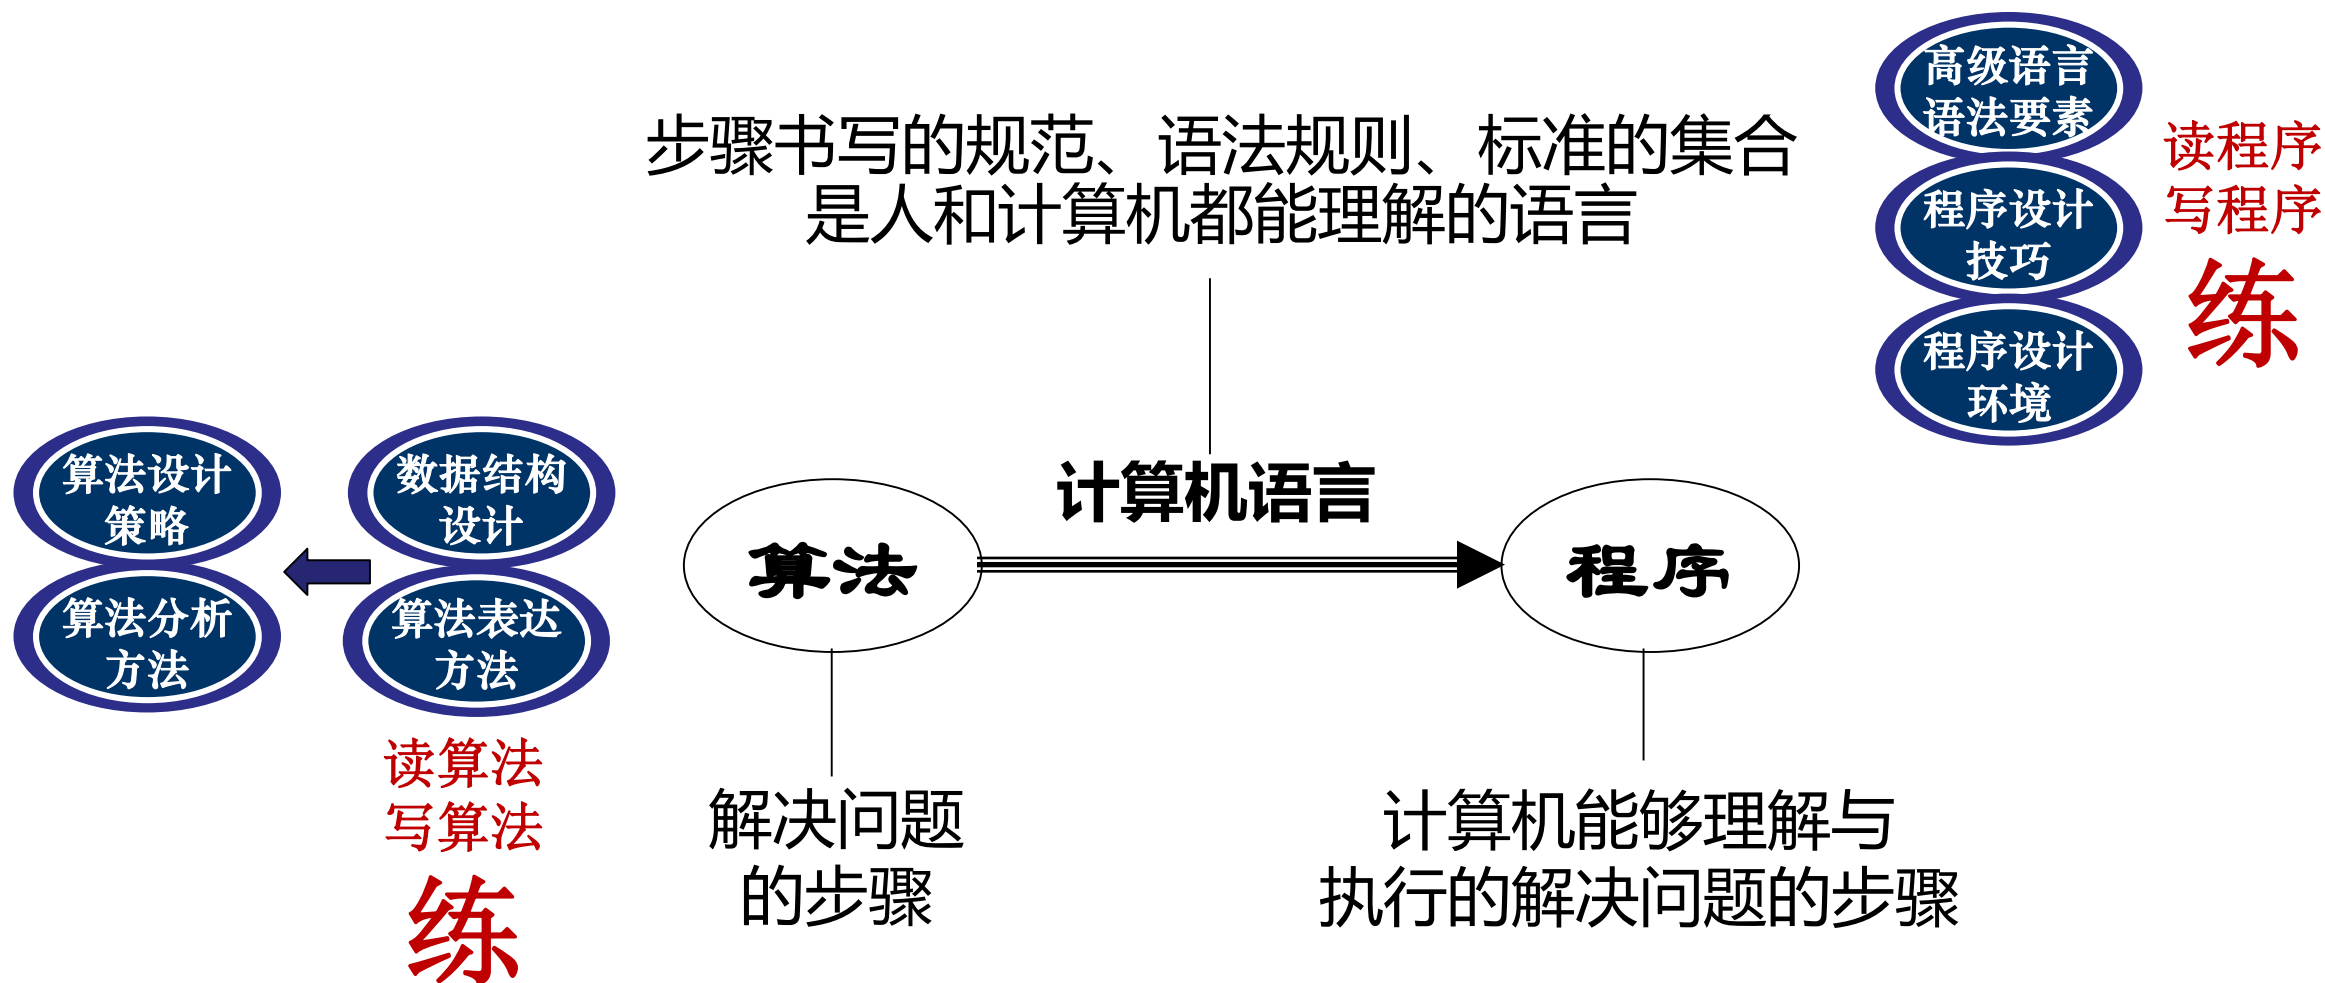 步骤书写的规范、语法规则、标准的集合
是人和计算机都能理解的语言
高级语言
语法要素
程序设计
技巧
程序设计
环境
读程序
写程序
练
算法设计
策略
算法分析
方法
数据结构
设计
算法表达
方法
读算法
写算法
练
算法
计算机语言
程序
解决问题
的步骤
计算机能够理解与
执行的解决问题的步骤